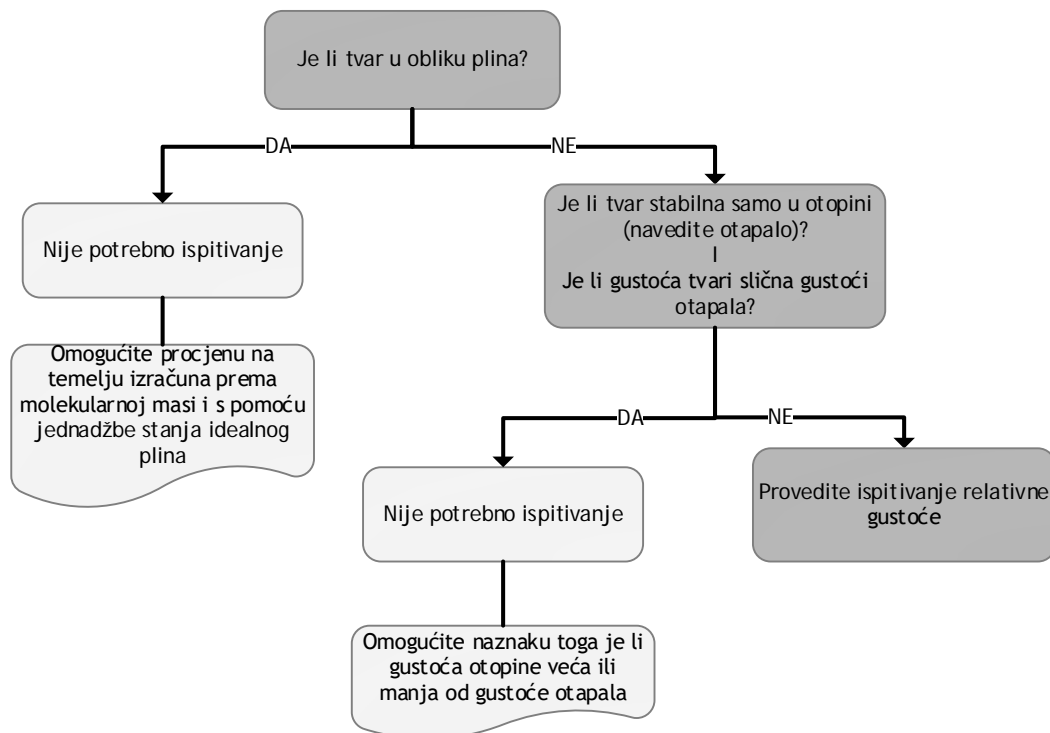 Je li tvar u obliku plina?
DA
NE
Nije potrebno ispitivanje
Je li tvar stabilna samo u otopini
(navedite otapalo)?
I
Je li gustoća tvari slična gustoći
otapala?
Omogućite procjenu na
temelju izračuna prema
molekularnoj masi i s pomoću
jednadžbe stanja idealnog
plina
DA
NE
Nije potrebno ispitivanje
Provedite ispitivanje relativne
gustoće
Omogućite naznaku toga je li
gustoća otopine veća ili
manja od gustoće otapala